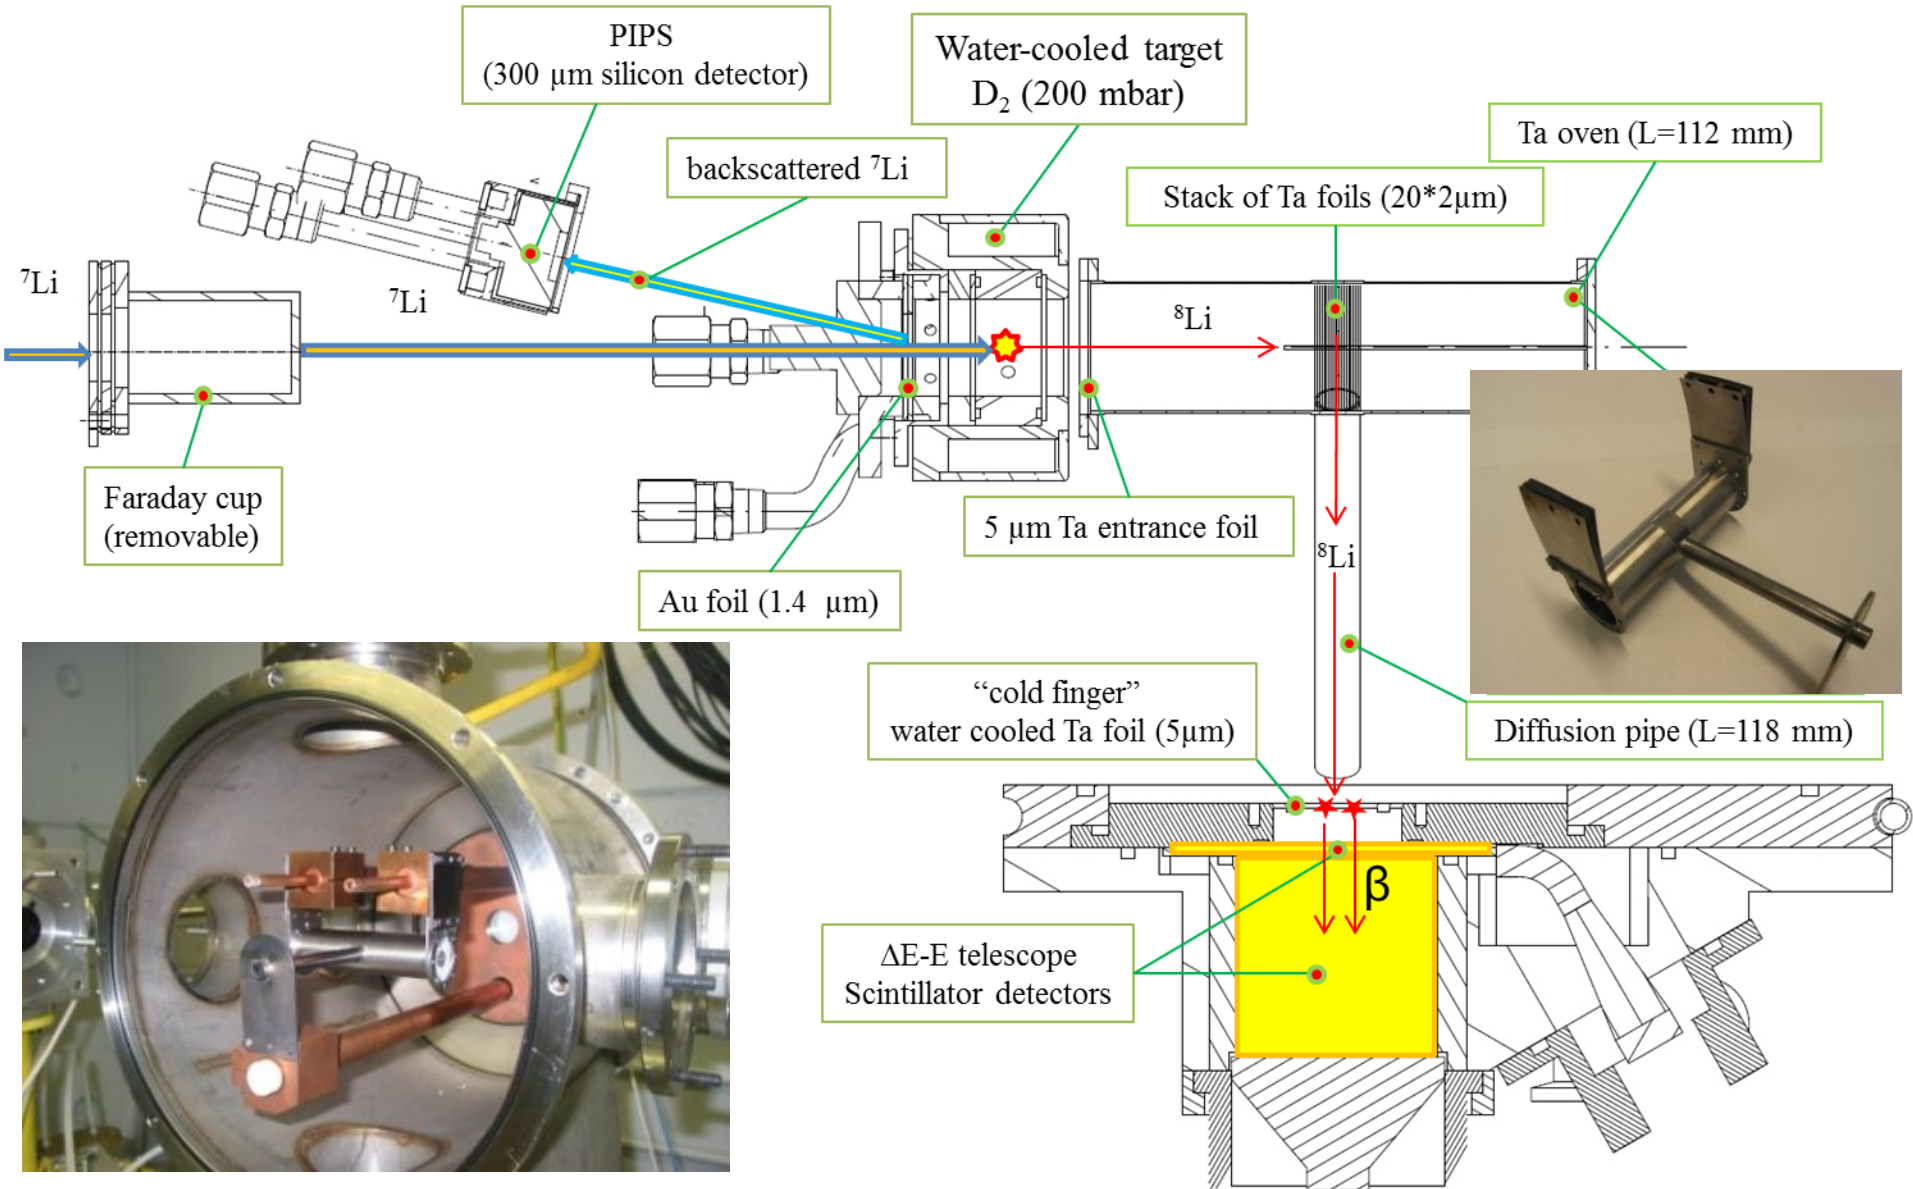 PIPS
(300 µm silicon detector)
Water-cooled target
D₂ (200 mbar)
Ta oven (L=112 mm)
backscattered ⁷Li
Stack of Ta foils (20*2µm)
⁷Li
⁷Li
⁸Li
Faraday cup
(removable)
5 µm Ta entrance foil
⁸Li
Au foil (1.4 µm)
“cold finger”
water cooled Ta foil (5µm)
Diffusion pipe (L=118 mm)
β
ΔE-E telescope
Scintillator detectors